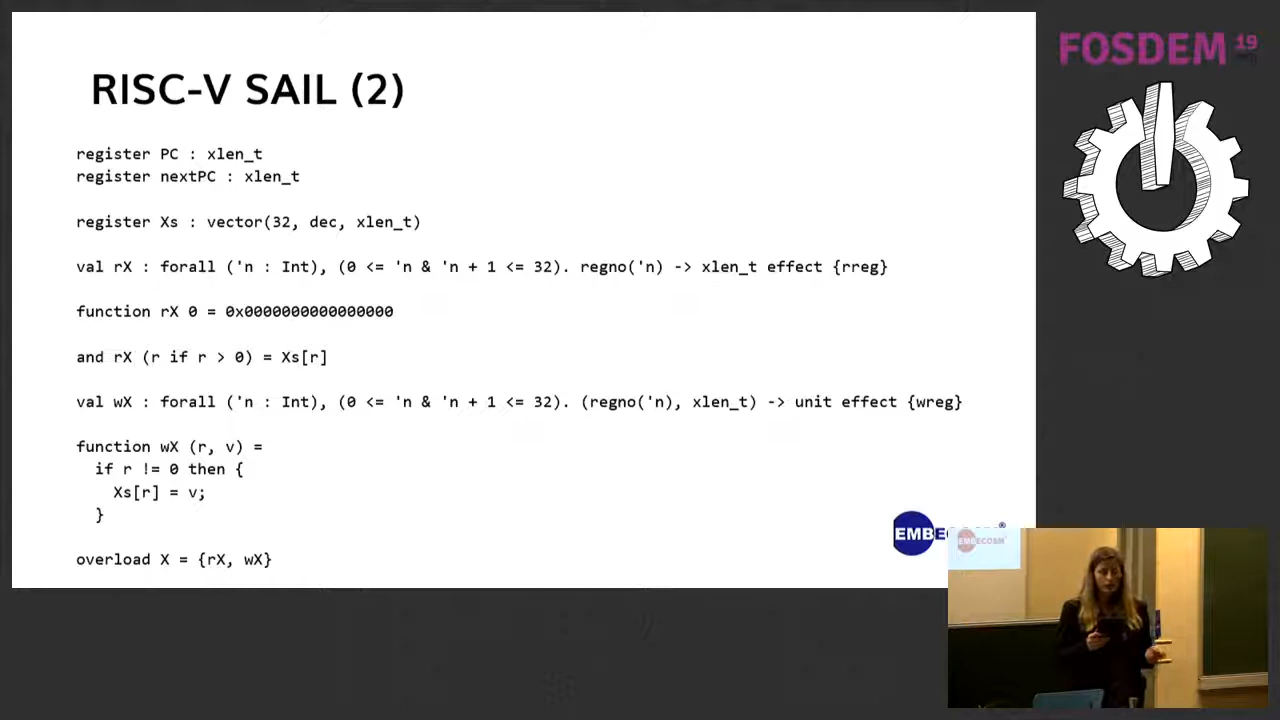 RISC-V SAIL (2)
register PC : xlen_t
register nextPC : xlen_t
register Xs : vector(32, dec, xlen_t)
val rX : forall ('n : Int), (0 <= 'n & 'n + 1 <= 32). regno('n) -> xlen_t effect {rreg}
function rX 0 = 0x0000000000000000
and rX (r if r > 0) = Xs[r]
val wX : forall ('n : Int), (0 <= 'n & 'n + 1 <= 32). (regno('n), xlen_t) -> unit effect {wreg}
function wX (r, v) =
if r != 0 then {
Xs[r] = v;
}
overload X = {rX, wX}
FOSDEM 19
EMBE
EMBECOSM